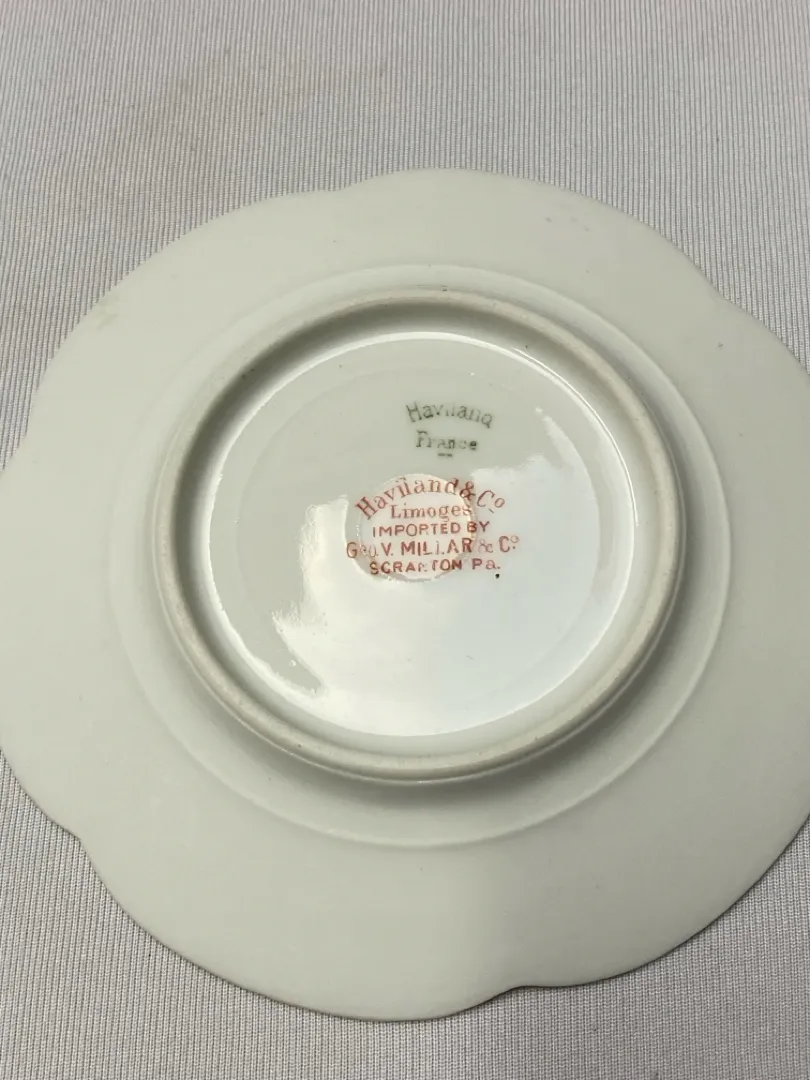 Haviland
France
Haviland & Co
Limoges
IMPORTED BY
GEO. V. MILLAR & Co
SCRANTON Pa.